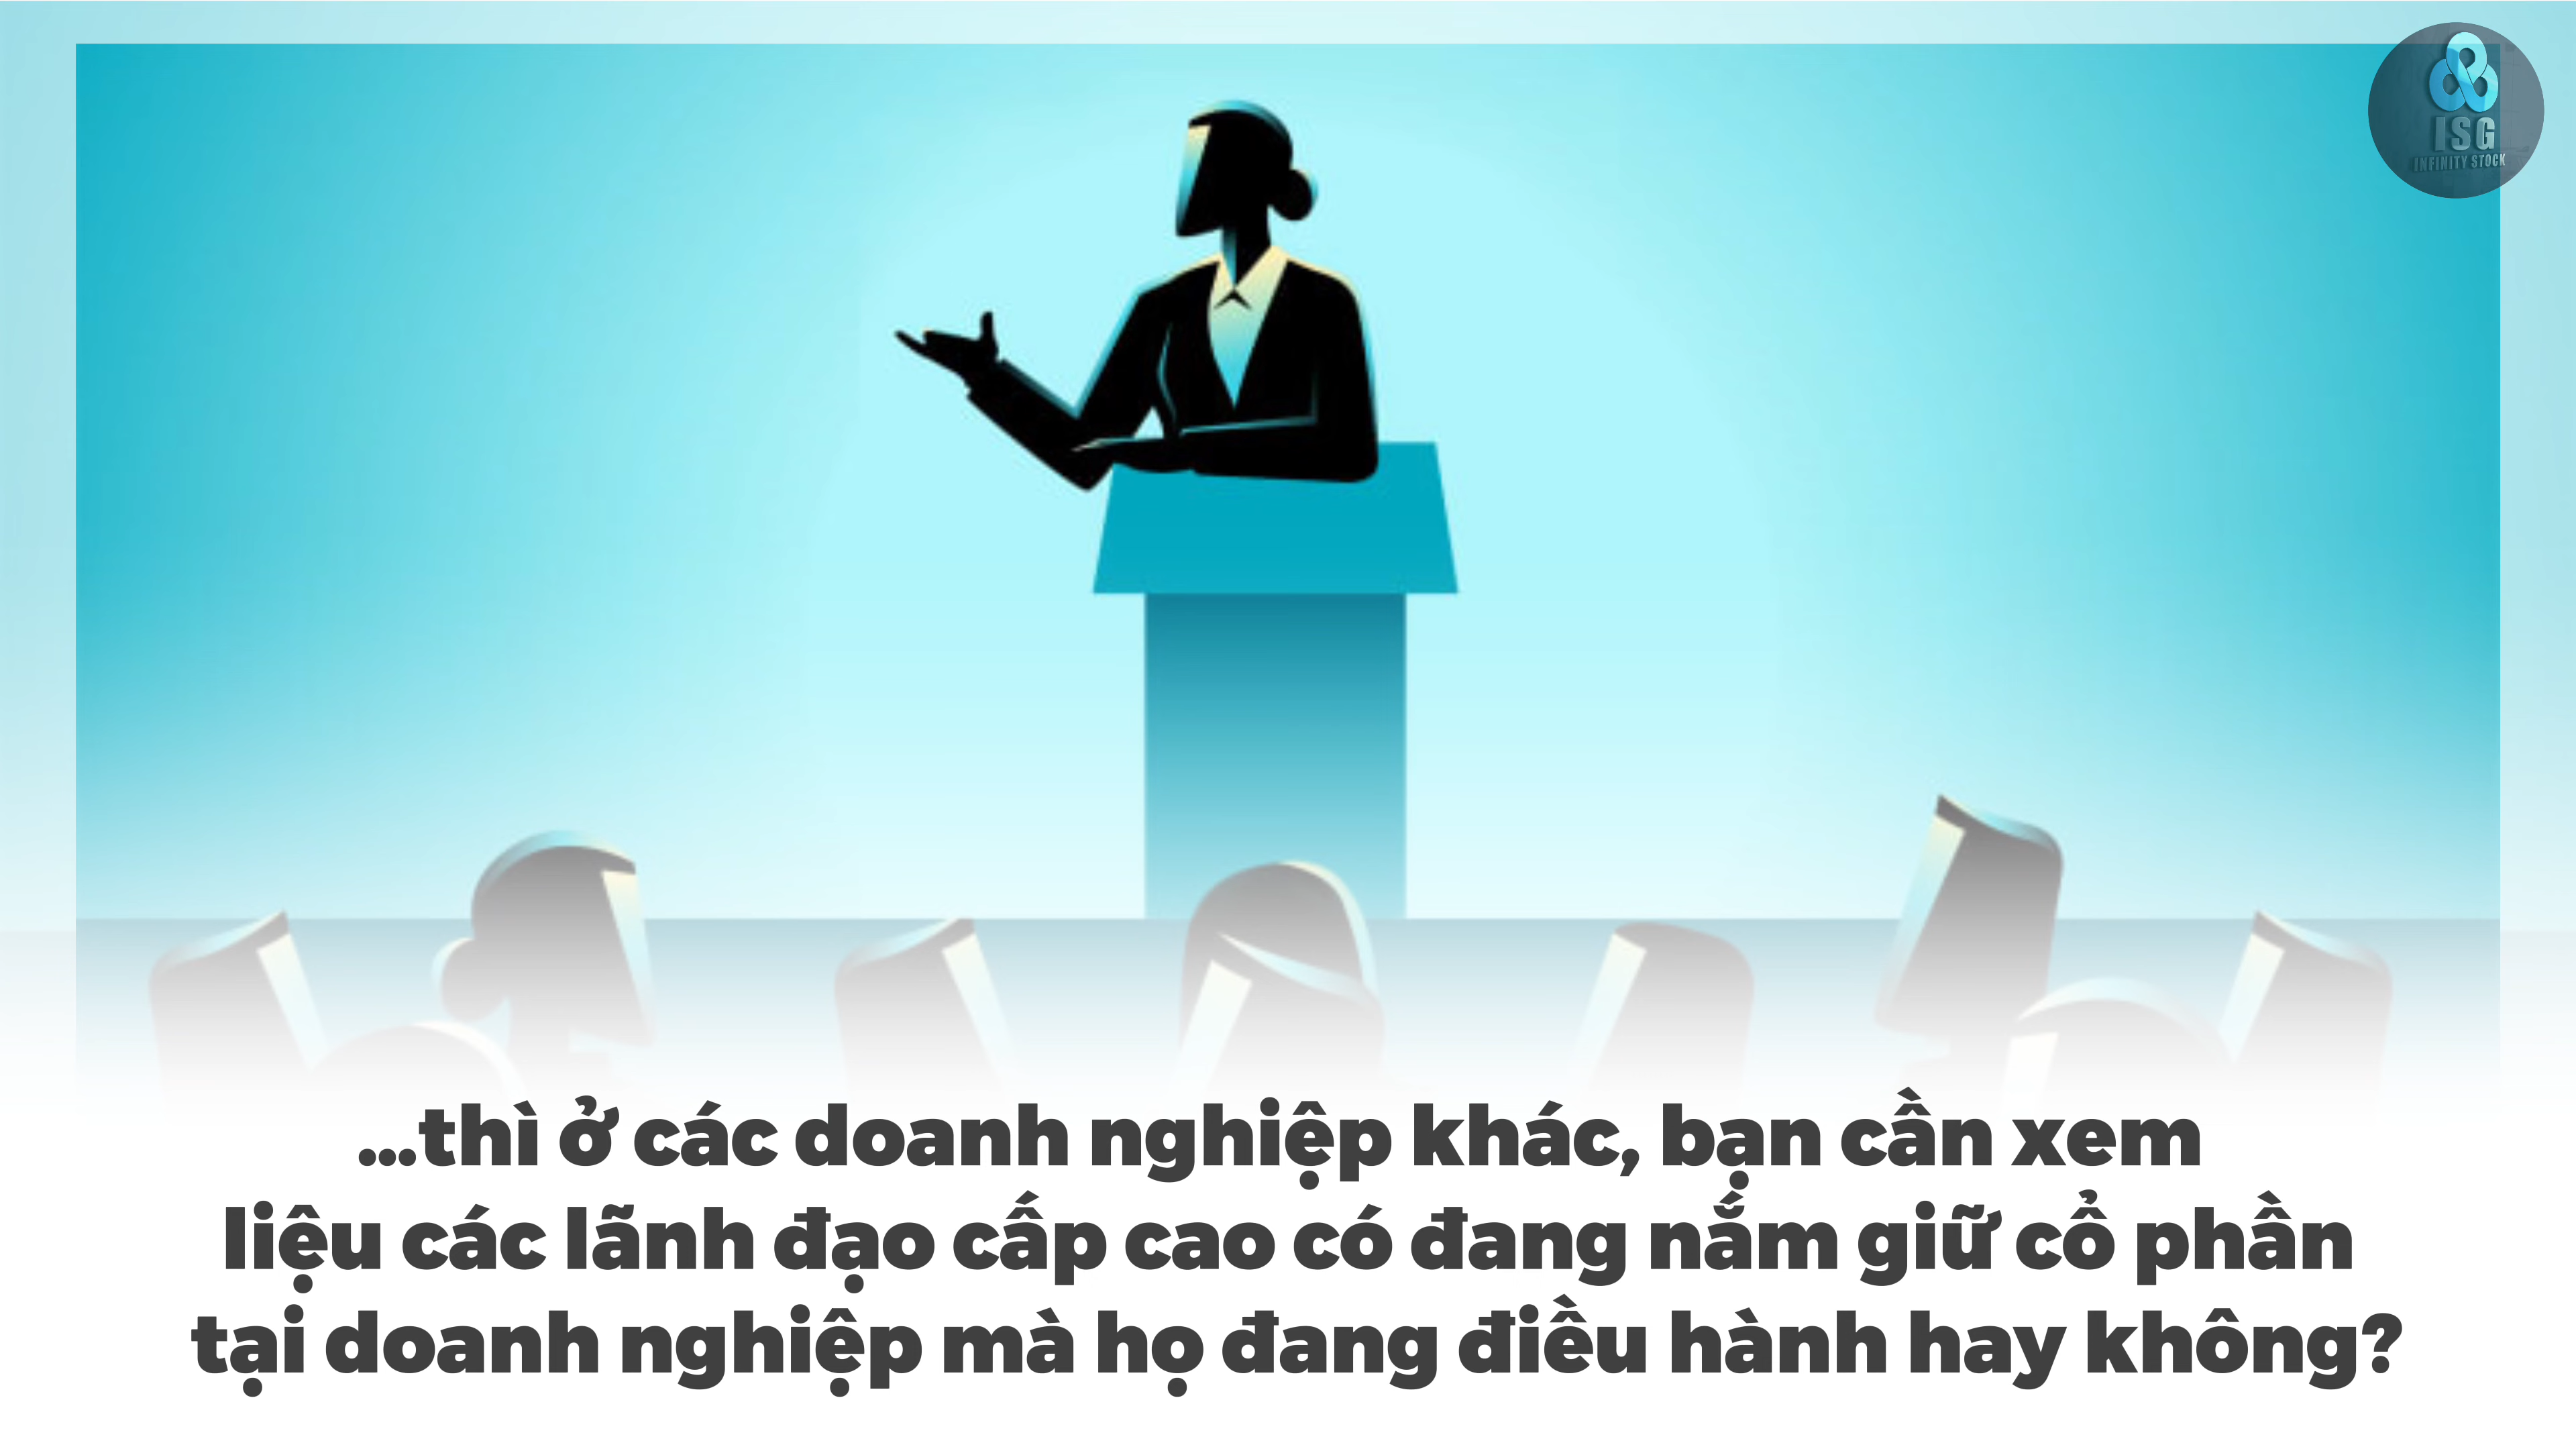 ISG
INFINITY STOCK
...thì ở các doanh nghiệp khác, bạn cần xem
liệu các lãnh đạo cấp cao có đang nắm giữ cổ phần
tại doanh nghiệp mà họ đang điều hành hay không?